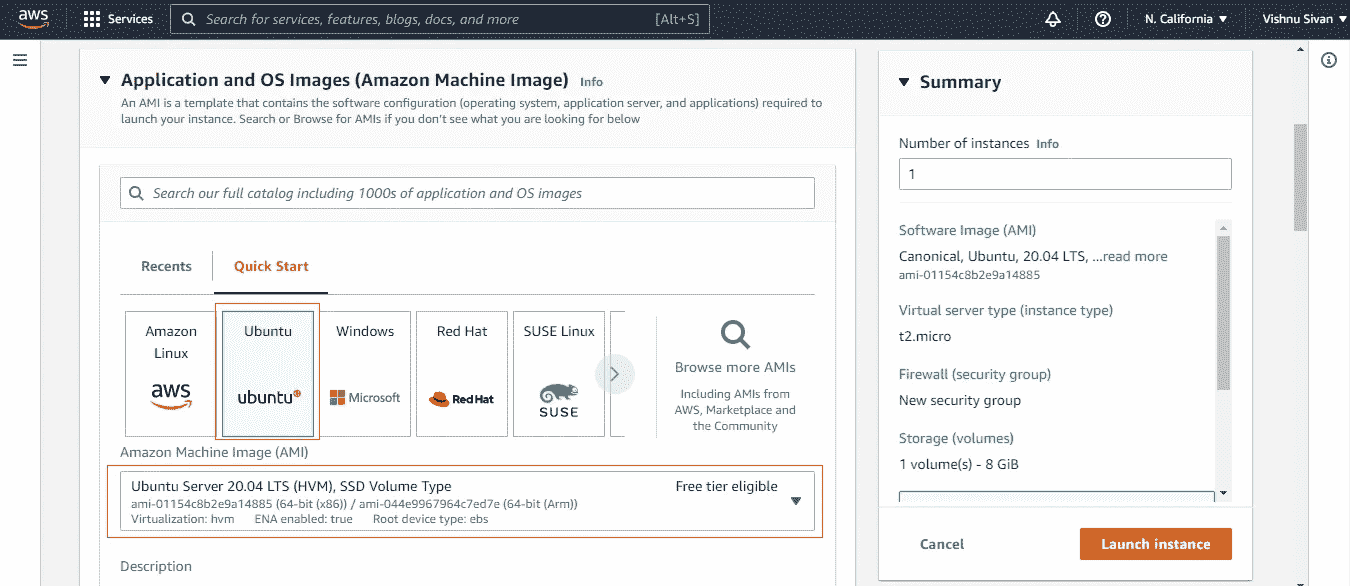 aws
Services
Search for services, features, blogs, docs, and more
[Alt+S]
N. California
Vishnu Sivan
Application and OS Images (Amazon Machine Image) Info
An AMI is a template that contains the software configuration (operating system, application server, and applications) required to
launch your instance. Search or Browse for AMIs if you don't see what you are looking for below
Search our full catalog including 1000s of application and OS images
Recents
Quick Start
Amazon
Linux
aws
Ubuntu
ubuntu
Windows
Microsoft
Red Hat
Red Hat
SUSE Linux
SUSE
Browse more AMIs
Including AMIs from
AWS, Marketplace and
the Community
Amazon Machine Image (AMI)
Ubuntu Server 20.04 LTS (HVM), SSD Volume Type
Free tier eligible
ami-01154c8b2e9a14885 (64-bit (x86)) / ami-044e9967964c7ed7e (64-bit (Arm))
Virtualization: hvm ENA enabled: true Root device type: ebs
Description
Summary
Number of instances Info
1
Software Image (AMI)
Canonical, Ubuntu, 20.04 LTS, ...read more
ami-01154c8b2e9a14885
Virtual server type (instance type)
t2.micro
Firewall (security group)
New security group
Storage (volumes)
1 volume(s) - 8 GiB
Cancel
Launch instance